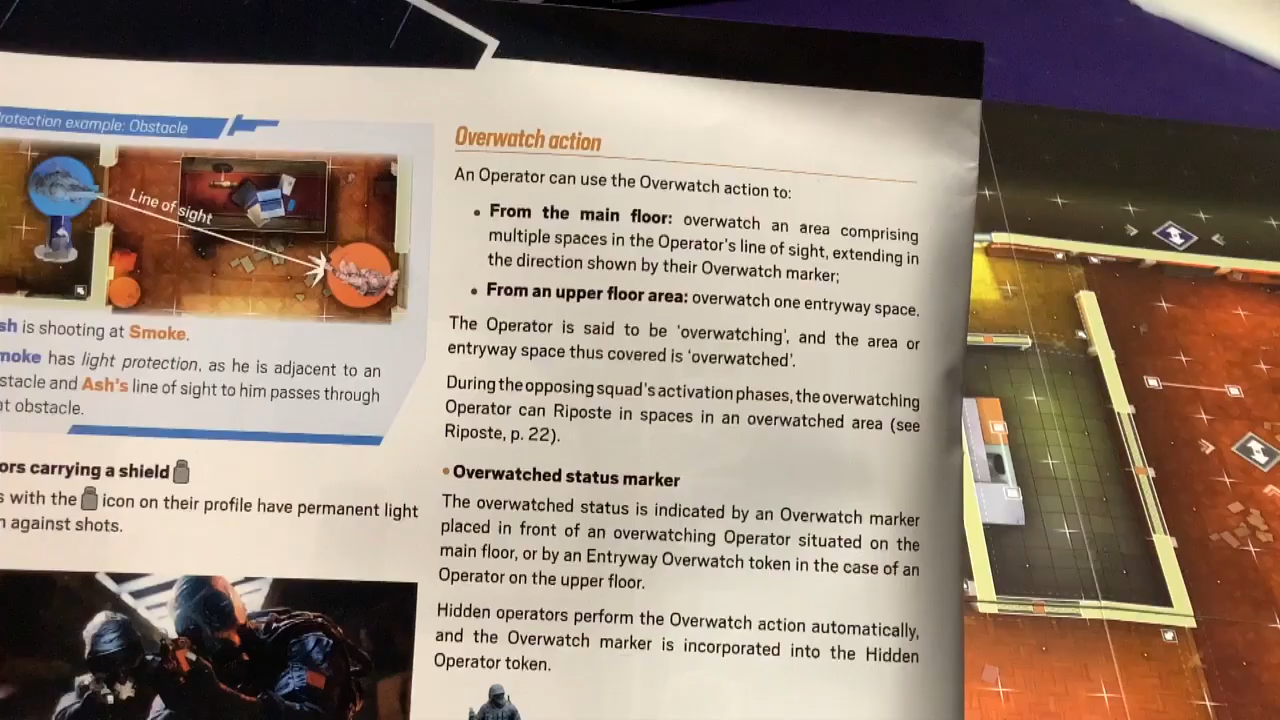 rotection example: Obstacle
Line of sight
sh is shooting at Smoke.
moke has light protection, as he is adjacent to an
stacle and Ash's line of sight to him passes through
at obstacle.
ors carrying a shield
s with the icon on their profile have permanent light
n against shots.
Overwatch action
An Operator can use the Overwatch action to:
• From the main floor: overwatch an area comprising
multiple spaces in the Operator's line of sight, extending in
the direction shown by their Overwatch marker;
• From an upper floor area: overwatch one entryway space.
The Operator is said to be 'overwatching', and the area or
entryway space thus covered is 'overwatched'.
During the opposing squad's activation phases, the overwatching
Operator can Riposte in spaces in an overwatched area (see
Riposte, p. 22).
• Overwatched status marker
The overwatched status is indicated by an Overwatch marker
placed in front of an overwatching Operator situated on the
main floor, or by an Entryway Overwatch token in the case of an
Operator on the upper floor.
Hidden operators perform the Overwatch action automatically,
and the Overwatch marker is incorporated into the Hidden
Operator token.